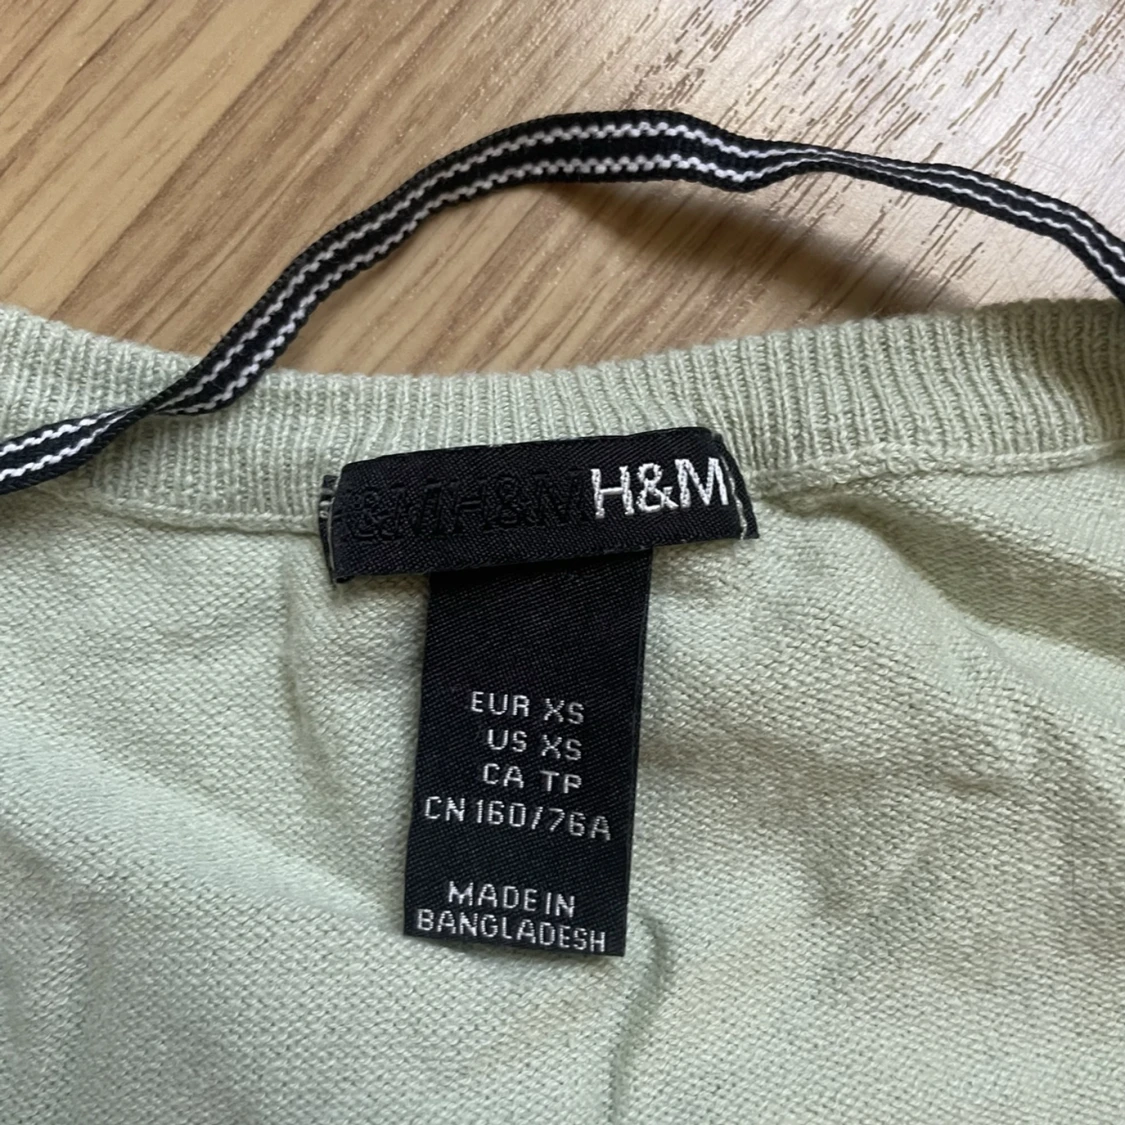 H&M H&M H&M
EUR XS
US XS
CA TP
CN 160/76A
MADE IN
BANGLADESH